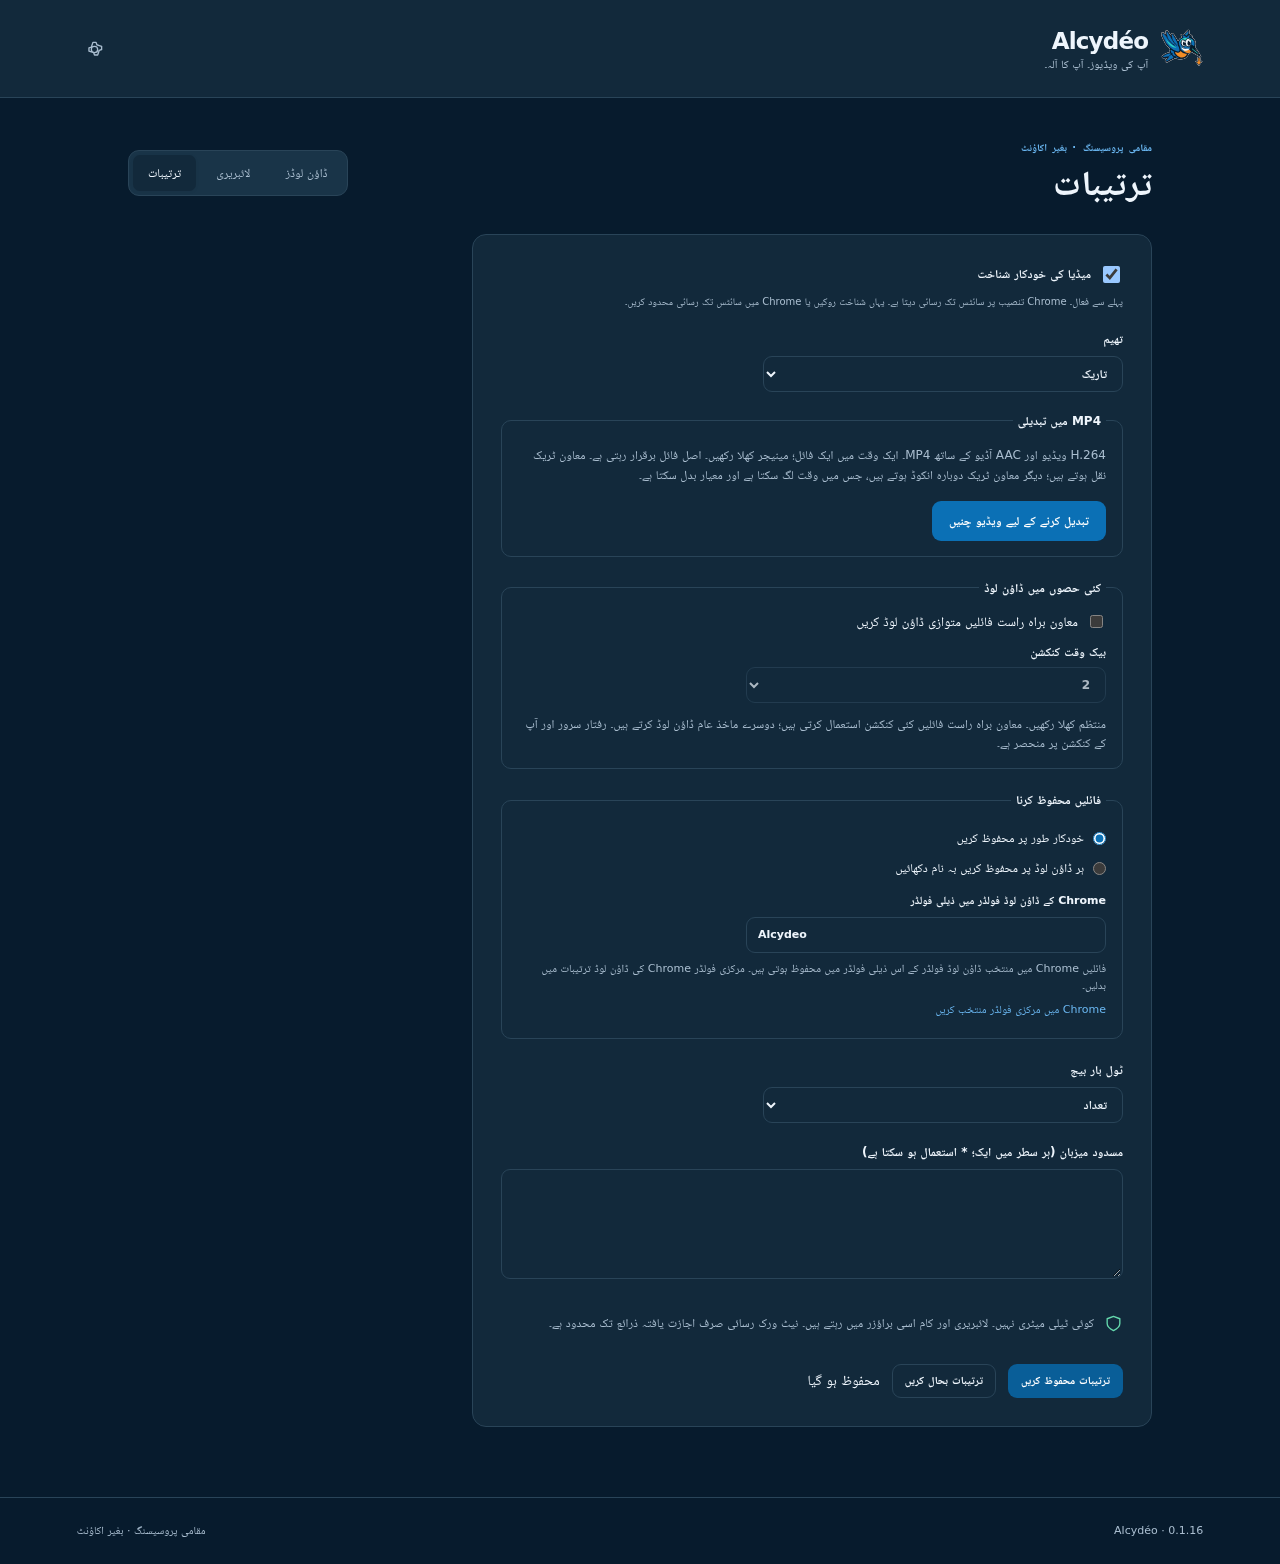 Alcydéo
آپ کی ویڈیوز۔ آپ کا آلہ۔
مقامی پروسیسنگ · بغیر اکاؤنٹ
ترتیبات
ڈاؤن لوڈز
لائبریری
ترتیبات
میڈیا کی خودکار شناخت
پہلے سے فعال۔ Chrome تنصیب پر سائٹس تک رسائی دیتا ہے۔ یہاں شناخت روکیں یا Chrome میں سائٹس تک رسائی محدود کریں۔
تھیم
تاریک
MP4 میں تبدیلی
H.264 ویڈیو اور AAC آڈیو کے ساتھ MP4۔ ایک وقت میں ایک فائل؛ مینیجر کھلا رکھیں۔ اصل فائل برقرار رہتی ہے۔ معاون ٹریک
نقل ہوتے ہیں؛ دیگر معاون ٹریک دوبارہ انکوڈ ہوتے ہیں، جس میں وقت لگ سکتا ہے اور معیار بدل سکتا ہے۔
تبدیل کرنے کے لیے ویڈیو چنیں
کئی حصوں میں ڈاؤن لوڈ
معاون براہ راست فائلیں متوازی ڈاؤن لوڈ کریں
بیک وقت کنکشن
2
منتظم کھلا رکھیں۔ معاون براہ راست فائلیں کئی کنکشن استعمال کرتی ہیں؛ دوسرے ماخذ عام ڈاؤن لوڈ کرتے ہیں۔ رفتار سرور اور آپ
کے کنکشن پر منحصر ہے۔
فائلیں محفوظ کرنا
خودکار طور پر محفوظ کریں
ہر ڈاؤن لوڈ پر محفوظ کریں بہ نام دکھائیں
Chrome کے ڈاؤن لوڈ فولڈر میں ذیلی فولڈر
Alcydeo
فائلیں Chrome میں منتخب ڈاؤن لوڈ فولڈر کے اس ذیلی فولڈر میں محفوظ ہوتی ہیں۔ مرکزی فولڈر Chrome کی ڈاؤن لوڈ ترتیبات میں
بدلیں۔
Chrome میں مرکزی فولڈر منتخب کریں
ٹول بار بیج
تعداد
مسدود میزبان (ہر سطر میں ایک؛ * استعمال ہو سکتا ہے)
کوئی ٹیلی میٹری نہیں۔ لائبریری اور کام اسی براؤزر میں رہتے ہیں۔ نیٹ ورک رسائی صرف اجازت یافتہ ذرائع تک محدود ہے۔
ترتیبات محفوظ کریں
ترتیبات بحال کریں
محفوظ ہو گیا
Alcydéo · 0.1.16
مقامی پروسیسنگ · بغیر اکاؤنٹ